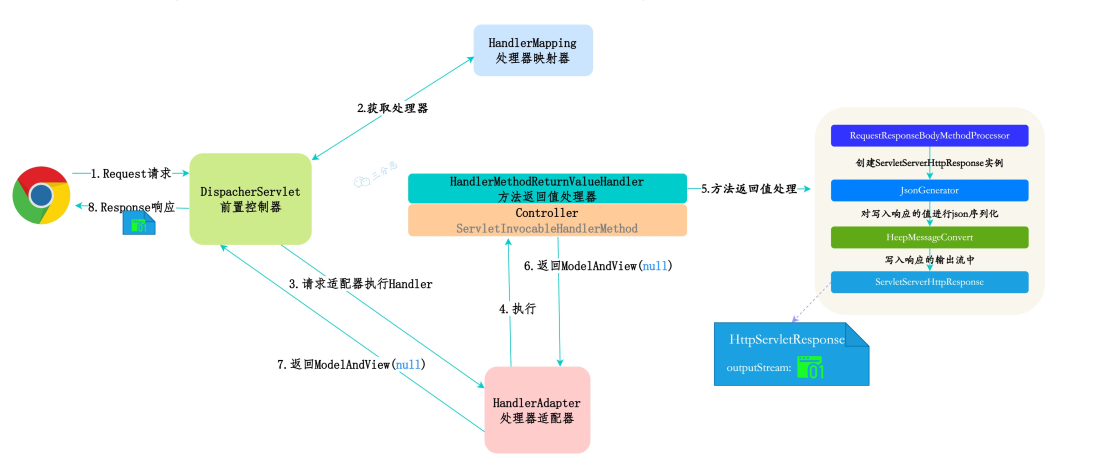 HandlerMapping
处理器映射器
2.获取处理器
1.Request请求
8.Response响应
DispacherServlet
前置控制器
三分恶
HandlerMethodReturnValueHandler
方法返回值处理器
Controller
ServletInvocableHandlerMethod
5.方法返回值处理
RequestResponseBodyMethodProcessor
创建ServletServerHttpResponse实例
JsonGenerator
对写入响应的值进行json序列化
HeepMessageConvert
写入响应的输出流中
ServletServerHttpResponse
6.返回ModelAndView(null)
3.请求适配器执行Handler
4.执行
7.返回ModelAndView(null)
HttpServletResponse
outputStream:
01
HandlerAdapter
处理器适配器